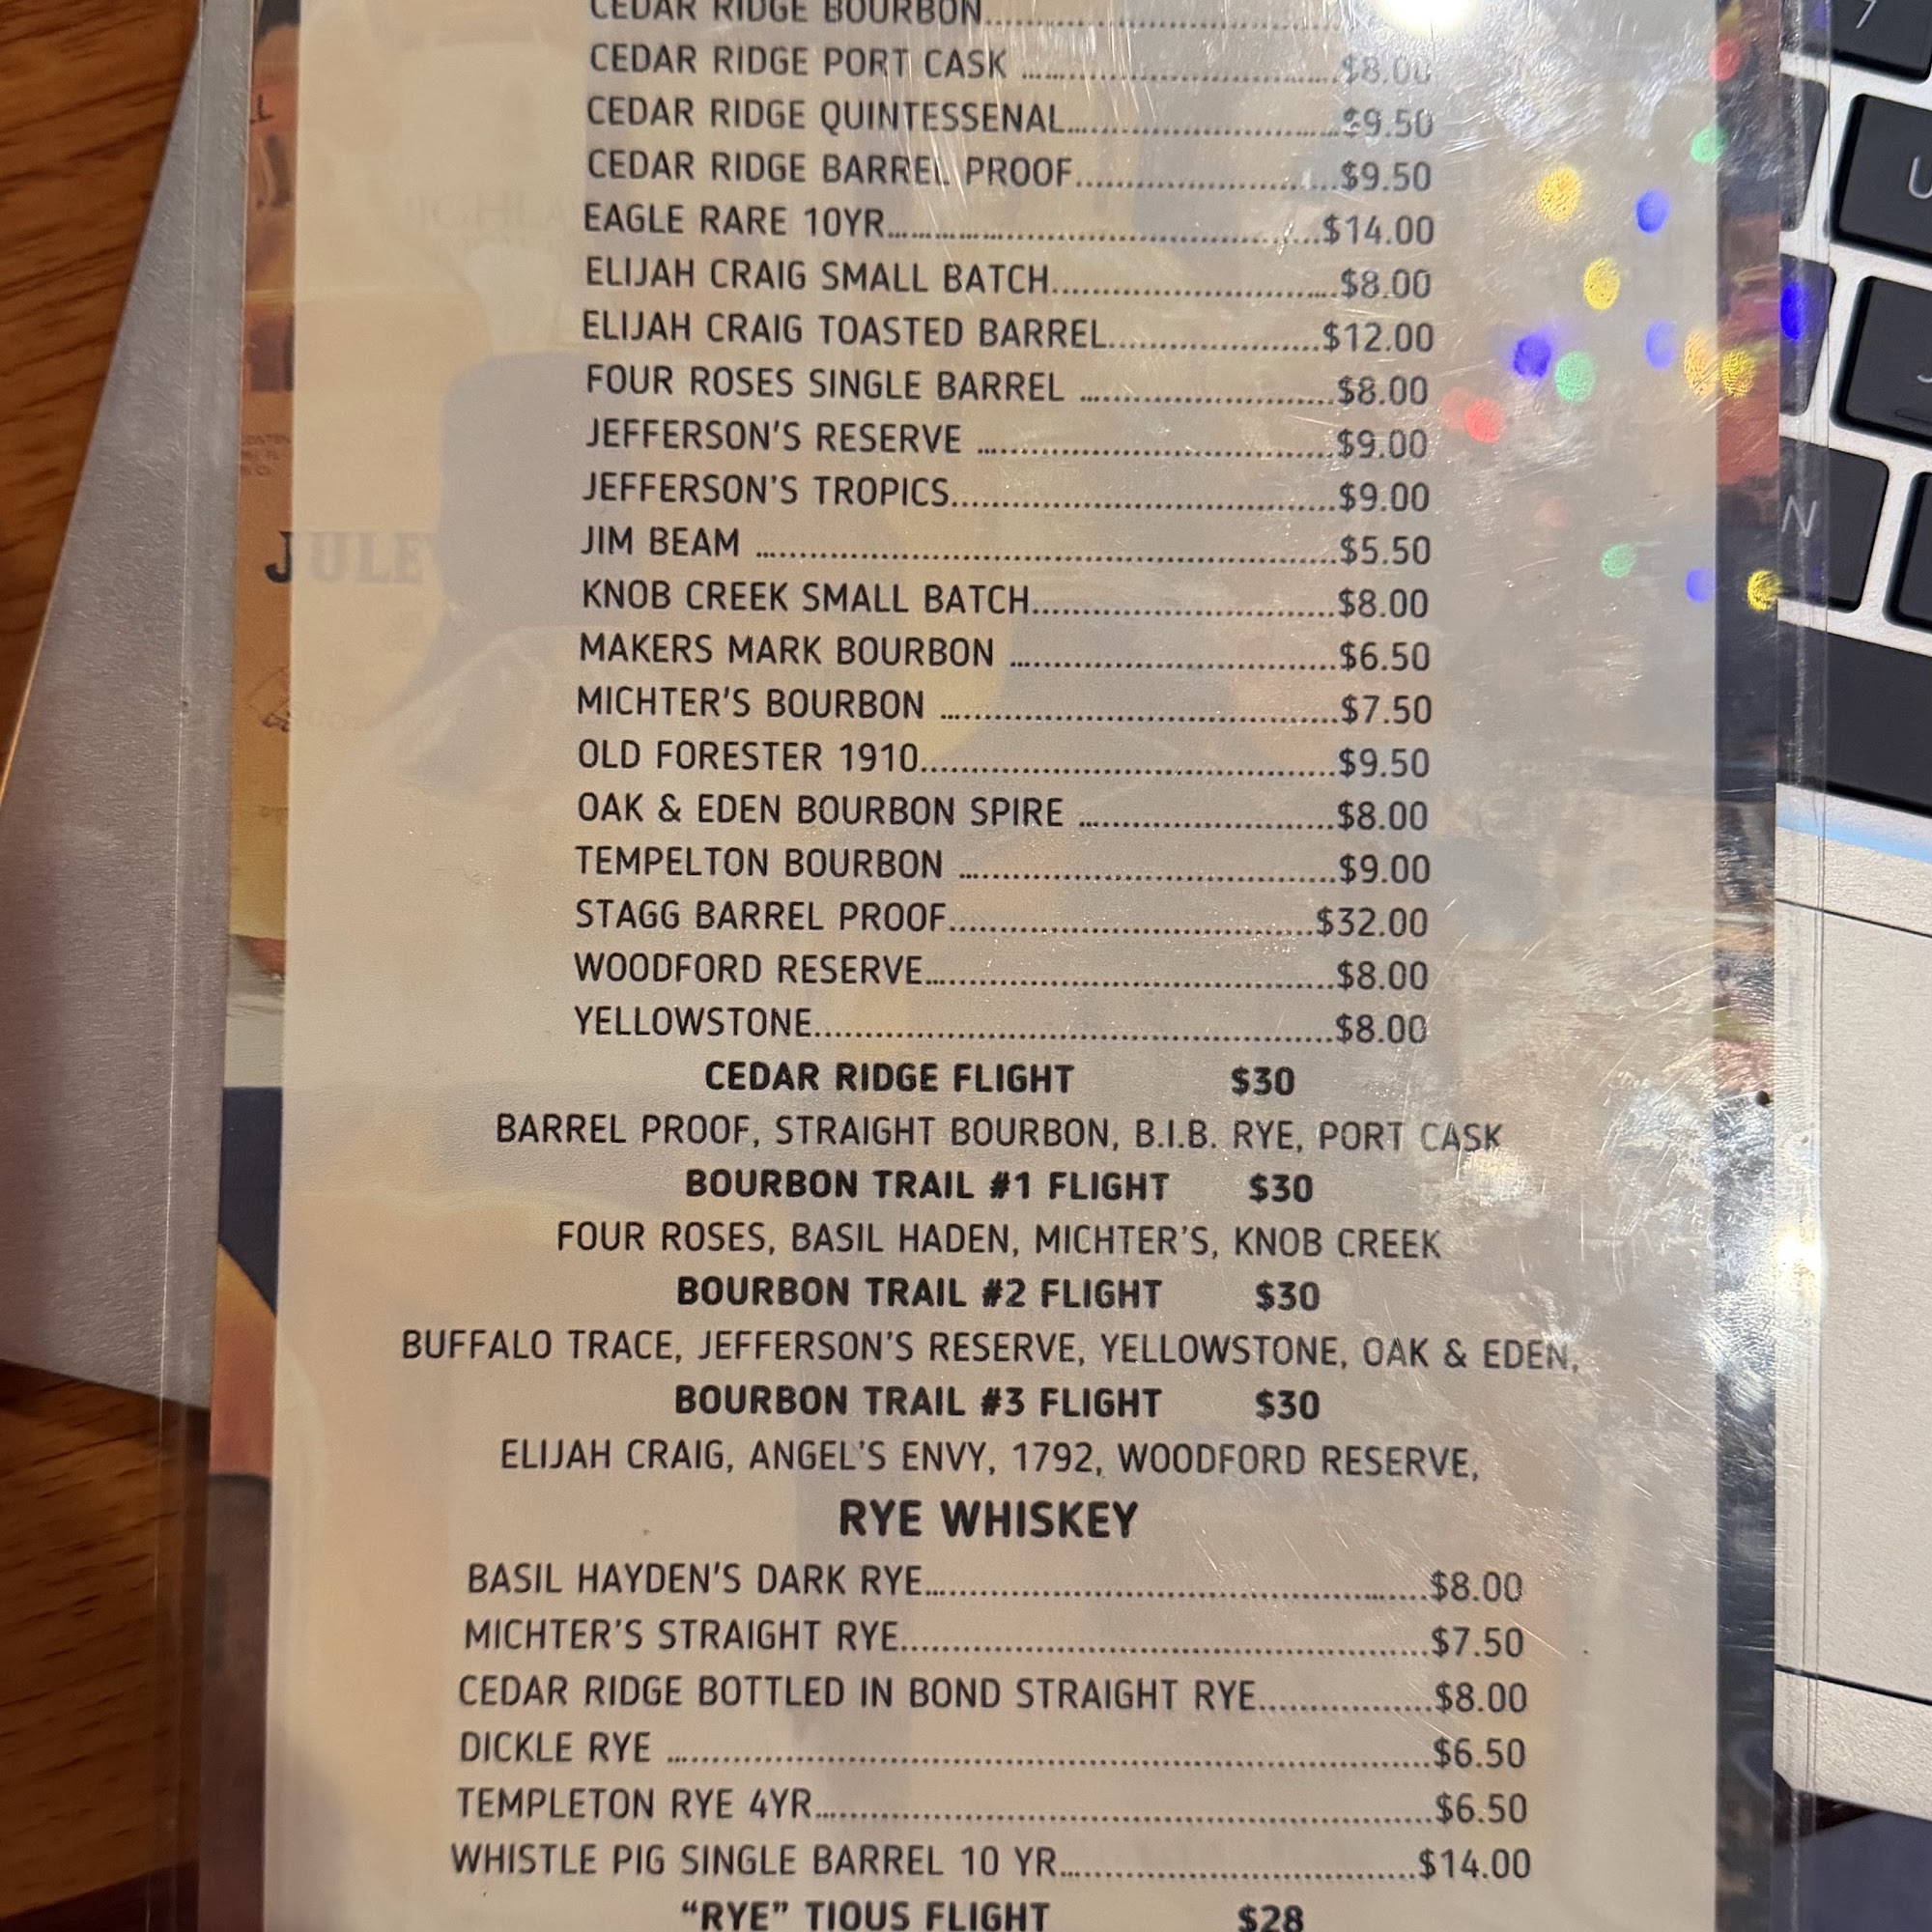 CEDAR RIDGE BOURBON
CEDAR RIDGE PORT CASK ........ $8.00
CEDAR RIDGE QUINTESSENAL........ $9.50
CEDAR RIDGE BARREL PROOF........ $9.50
EAGLE RARE 10YR........ $14.00
ELIJAH CRAIG SMALL BATCH........ $8.00
ELIJAH CRAIG TOASTED BARREL........ $12.00
FOUR ROSES SINGLE BARREL ........ $8.00
JEFFERSON'S RESERVE ........ $9.00
JEFFERSON'S TROPICS........ $9.00
JIM BEAM ........ $5.50
KNOB CREEK SMALL BATCH........ $8.00
MAKERS MARK BOURBON ........ $6.50
MICHTER'S BOURBON ........ $7.50
OLD FORESTER 1910........ $9.50
OAK & EDEN BOURBON SPIRE ........ $8.00
TEMPELTON BOURBON ........ $9.00
STAGG BARREL PROOF........ $32.00
WOODFORD RESERVE........ $8.00
YELLOWSTONE........ $8.00
CEDAR RIDGE FLIGHT $30
BARREL PROOF, STRAIGHT BOURBON, B.I.B. RYE, PORT CASK
BOURBON TRAIL #1 FLIGHT $30
FOUR ROSES, BASIL HADEN, MICHTER'S, KNOB CREEK
BOURBON TRAIL #2 FLIGHT $30
BUFFALO TRACE, JEFFERSON'S RESERVE, YELLOWSTONE, OAK & EDEN,
BOURBON TRAIL #3 FLIGHT $30
ELIJAH CRAIG, ANGEL'S ENVY, 1792, WOODFORD RESERVE,
RYE WHISKEY
BASIL HAYDEN'S DARK RYE........ $8.00
MICHTER'S STRAIGHT RYE........ $7.50
CEDAR RIDGE BOTTLED IN BOND STRAIGHT RYE........ $8.00
DICKLE RYE ........ $6.50
TEMPLETON RYE 4YR........ $6.50
WHISTLE PIG SINGLE BARREL 10 YR........ $14.00
"RYE" TIOUS FLIGHT $28
U
N